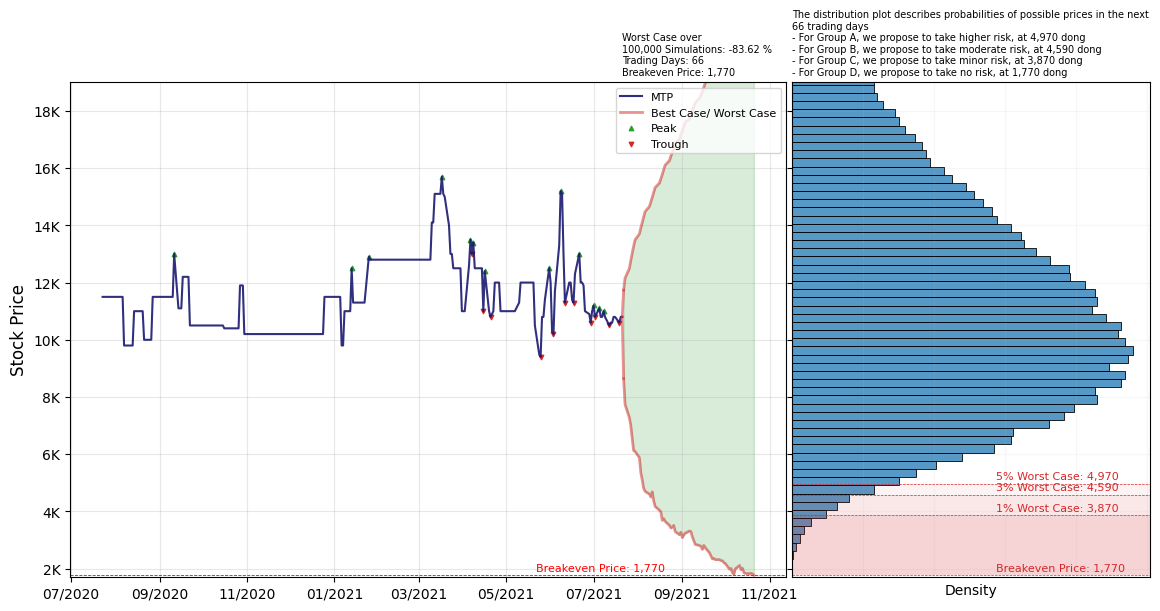 The distribution plot describes probabilities of possible prices in the next
66 trading days
- For Group A, we propose to take higher risk, at 4,970 dong
- For Group B, we propose to take moderate risk, at 4,590 dong
- For Group C, we propose to take minor risk, at 3,870 dong
- For Group D, we propose to take no risk, at 1,770 dong
Worst Case over
100,000 Simulations: -83.62 %
Trading Days: 66
Breakeven Price: 1,770
MTP
Best Case/ Worst Case
Peak
Trough
Stock Price
18K
16K
14K
12K
10K
8K
6K
4K
2K
Breakeven Price: 1,770
07/2020
09/2020
11/2020
01/2021
03/2021
05/2021
07/2021
09/2021
11/2021
5% Worst Case: 4,970
3% Worst Case: 4,590
1% Worst Case: 3,870
Breakeven Price: 1,770
Density